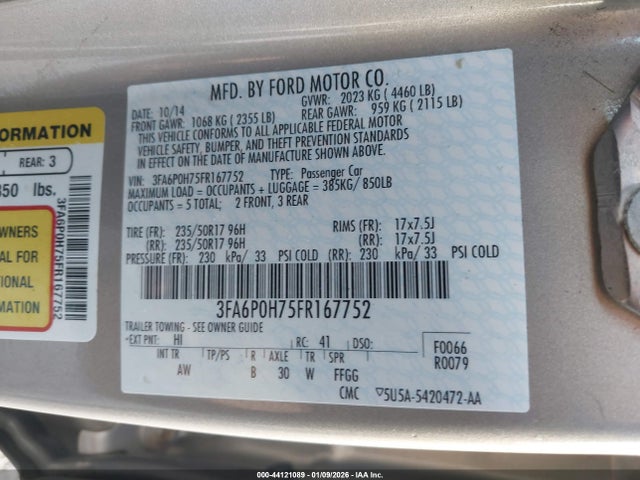 MFD. BY FORD MOTOR CO.
DATE: 10/14 GVWR: 2023 KG ( 4460 LB)
FRONT GAWR: 1068 KG ( 2355 LB) REAR GAWR: 959 KG ( 2115 LB)
THIS VEHICLE CONFORMS TO ALL APPLICABLE FEDERAL MOTOR
VEHICLE SAFETY, BUMPER, AND THEFT PREVENTION STANDARDS
IN EFFECT ON THE DATE OF MANUFACTURE SHOWN ABOVE.
VIN: 3FA6P0H75FR167752 TYPE: Passenger Car
MAXIMUM LOAD = OCCUPANTS + LUGGAGE = 385KG/ 850LB
OCCUPANTS = 5 TOTAL; 2 FRONT, 3 REAR
TIRE (FR): 235/50R17 96H RIMS (FR): 17x7.5J
(RR): 235/50R17 96H (RR): 17x7.5J
PRESSURE (FR): 230 kPa/ 33 PSI COLD (RR): 230 kPa/ 33 PSI COLD
3FA6P0H75FR167752
TRAILER TOWING - SEE OWNER GUIDE
EXT PNT: HI RC: 41 DSO: F0066
INT TR TP/PS R AXLE TR SPR R0079
AW B 30 W FFGG
CMC 5U5A-5420472-AA
FORMATION
REAR: 3
850 lbs.
OWNERS
FOR
TIONAL
MATION
3FA6P0H75FR167752
000-44121089 - 01/09/2026 - IAA Inc.